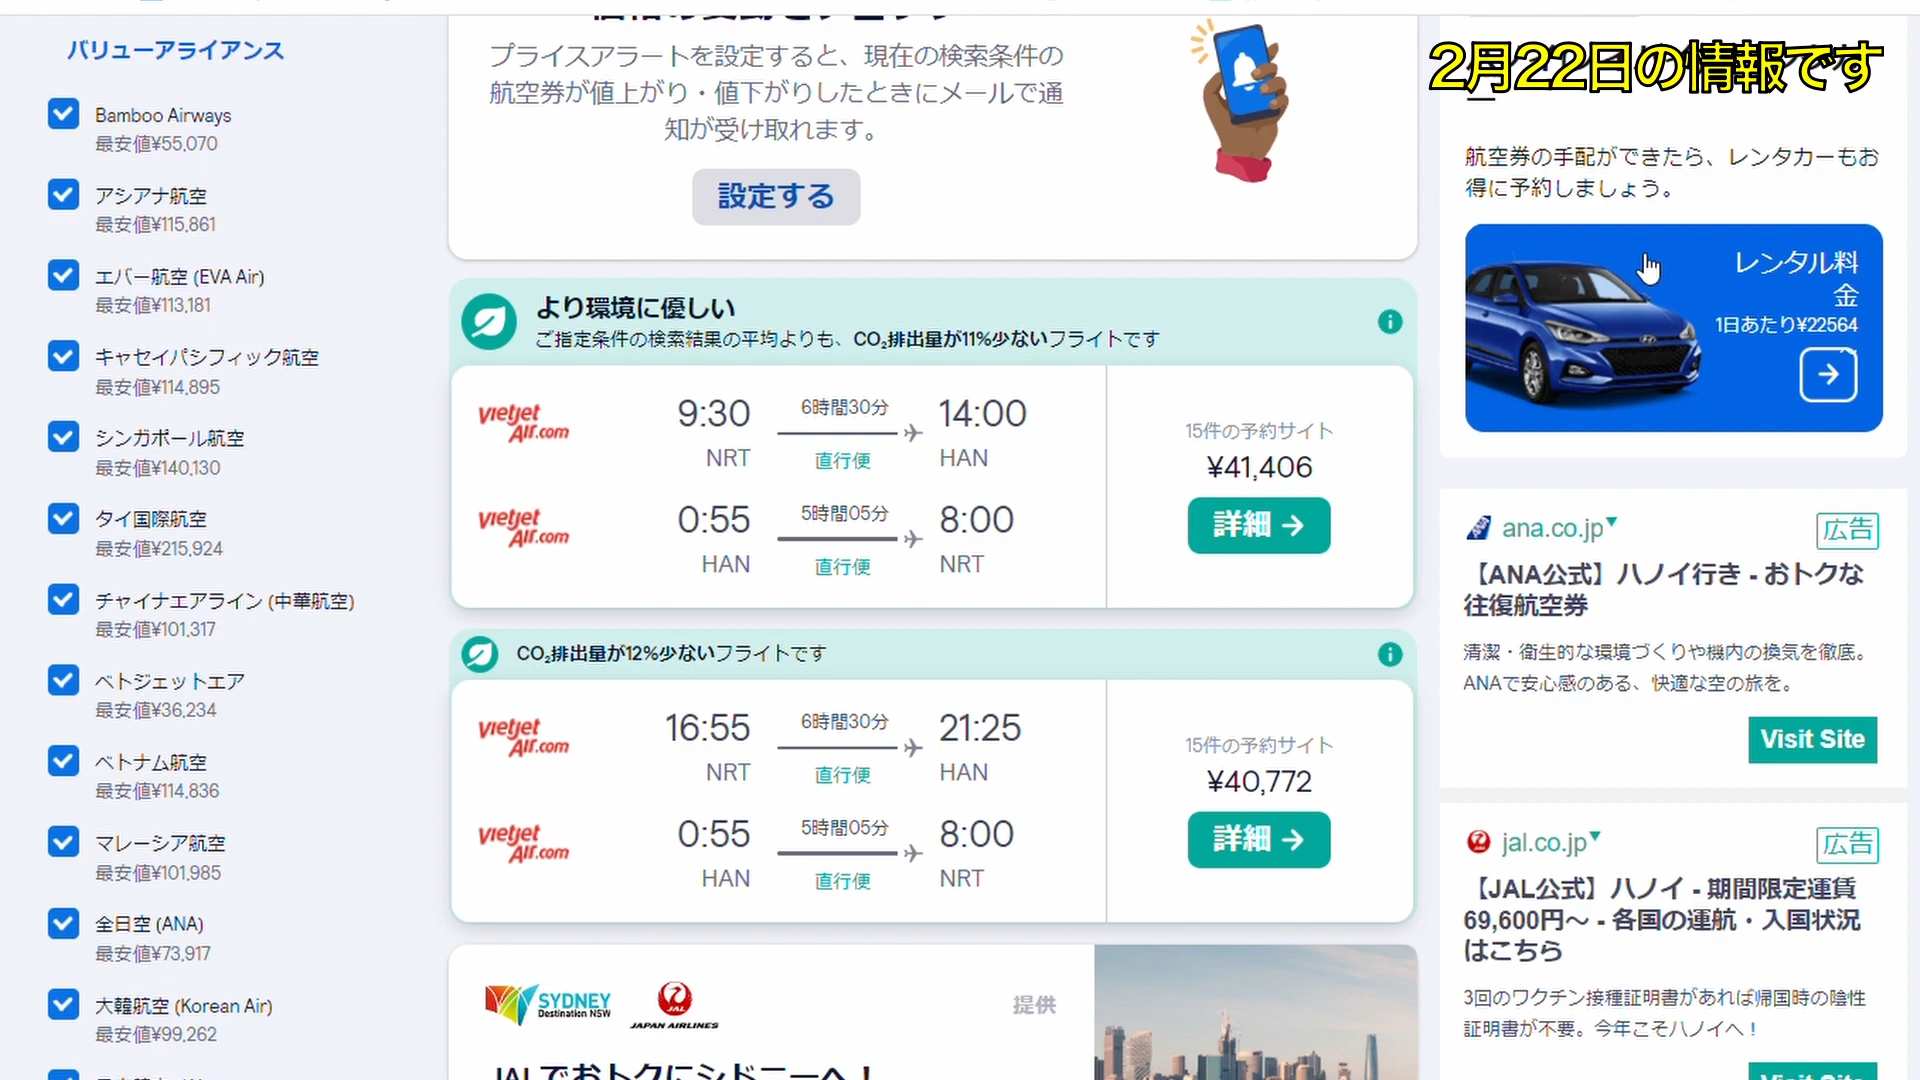 バリューアライアンス
Bamboo Airways
最安値¥55,070
アシアナ航空
最安値¥115,861
エバー航空 (EVA Air)
最安値¥113,181
キャセイパシフィック航空
最安値¥114,895
シンガポール航空
最安値¥140,130
タイ国際航空
最安値¥215,924
チャイナエアライン (中華航空)
最安値¥101,317
ベトジェットエア
最安値¥36,234
ベトナム航空
最安値¥114,836
マレーシア航空
最安値¥101,985
全日空 (ANA)
最安値¥73,917
大韓航空 (Korean Air)
最安値¥99,262
プライスアラートを設定すると、現在の検索条件の
航空券が値上がり・値下がりしたときにメールで通
知が受け取れます。
設定する
より環境に優しい
ご指定条件の検索結果の平均よりも、CO₂排出量が11%少ないフライトです
vietjet Air.com
9:30
6時間30分
14:00
NRT
直行便
HAN
vietjet Air.com
0:55
5時間05分
8:00
HAN
直行便
NRT
15件の予約サイト
¥41,406
詳細 →
CO₂排出量が12%少ないフライトです
vietjet Air.com
16:55
6時間30分
21:25
NRT
直行便
HAN
vietjet Air.com
0:55
5時間05分
8:00
HAN
直行便
NRT
15件の予約サイト
¥40,772
詳細 →
SYDNEY
Destination NSW
JAL
JAPAN AIRLINES
提供
JALでおトクにシドニーへ！
2月22日の情報です
航空券の手配ができたら、レンタカーもお
得に予約しましょう。
レンタル料
金
1日あたり¥22564
ana.co.jp
広告
【ANA公式】ハノイ行き - おトクな
往復航空券
清潔・衛生的な環境づくりや機内の換気を徹底。
ANAで安心感のある、快適な空の旅を。
Visit Site
jal.co.jp
広告
【JAL公式】ハノイ - 期間限定運賃
69,600円～ - 各国の運航・入国状況
はこちら
3回のワクチン接種証明書があれば帰国時の陰性
証明書が不要。今年こそハノイへ！
Visit Site